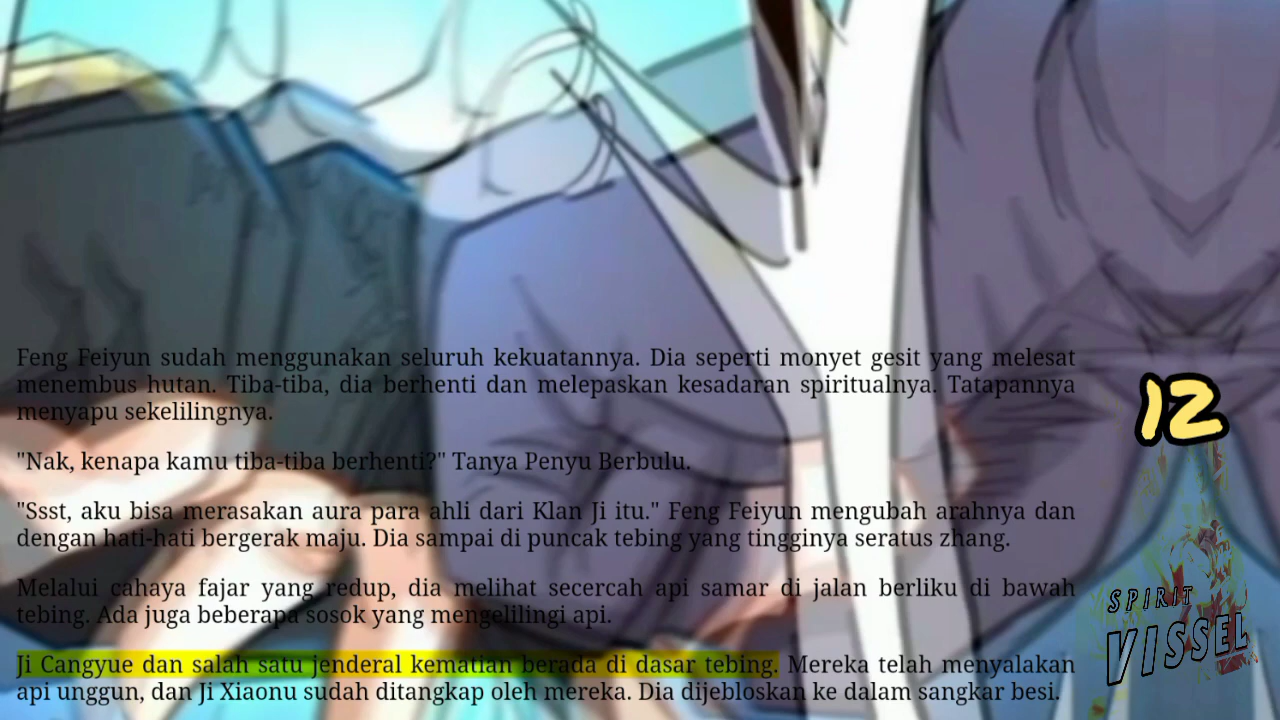 Feng Feiyun sudah menggunakan seluruh kekuatannya. Dia seperti monyet gesit yang melesat
menembus hutan. Tiba-tiba, dia berhenti dan melepaskan kesadaran spiritualnya. Tatapannya
menyapu sekelilingnya.
"Nak, kenapa kamu tiba-tiba berhenti?" Tanya Penyu Berbulu.
"Ssst, aku bisa merasakan aura para ahli dari Klan Ji itu." Feng Feiyun mengubah arahnya dan
dengan hati-hati bergerak maju. Dia sampai di puncak tebing yang tingginya seratus zhang.
Melalui cahaya fajar yang redup, dia melihat secercah api samar di jalan berliku di bawah
tebing. Ada juga beberapa sosok yang mengelilingi api.
Ji Cangyue dan salah satu jenderal kematian berada di dasar tebing. Mereka telah menyalakan
api unggun, dan Ji Xiaonu sudah ditangkap oleh mereka. Dia dijebloskan ke dalam sangkar besi.
12
SPIRIT
VISSEL